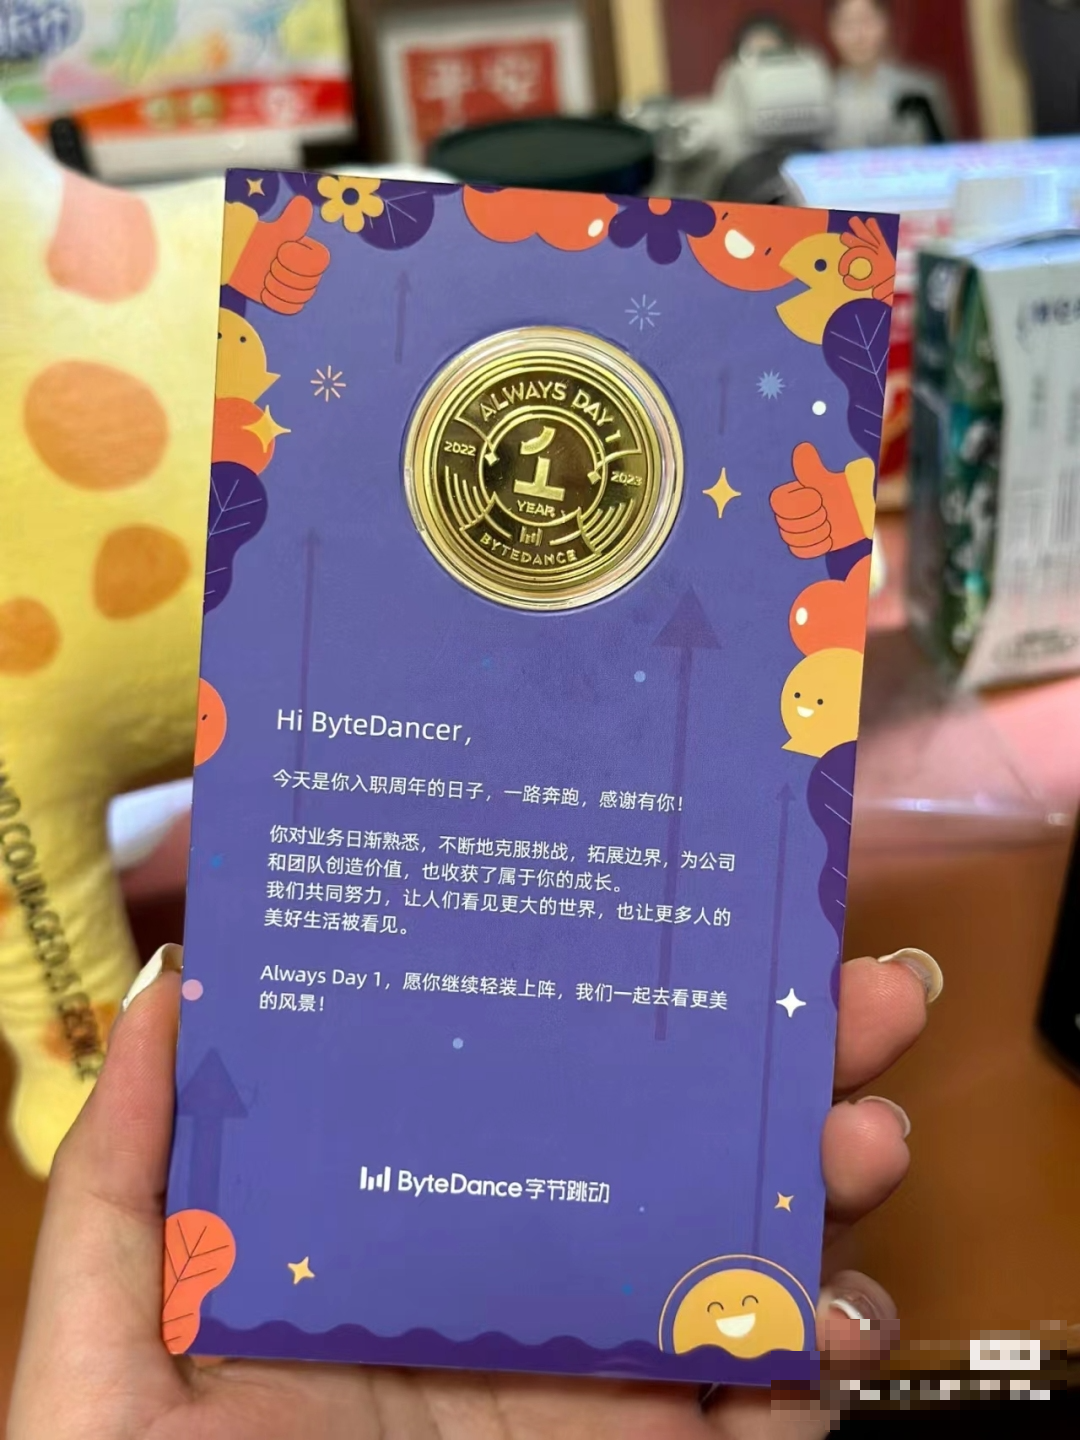 ALWAYS DAY 1
2022
2023
1
YEAR
BYTEDANCE
Hi ByteDancer,
今天是你入职周年的日子，一路奔跑，感谢有你！
你对业务日渐熟悉，不断地克服挑战，拓展边界，为公司
和团队创造价值，也收获了属于你的成长。
我们共同努力，让人们看见更大的世界，也让更多人的
美好生活被看见。
Always Day 1，愿你继续轻装上阵，我们一起去看更美
的风景！
ByteDance字节跳动
AND COURAGEOUS